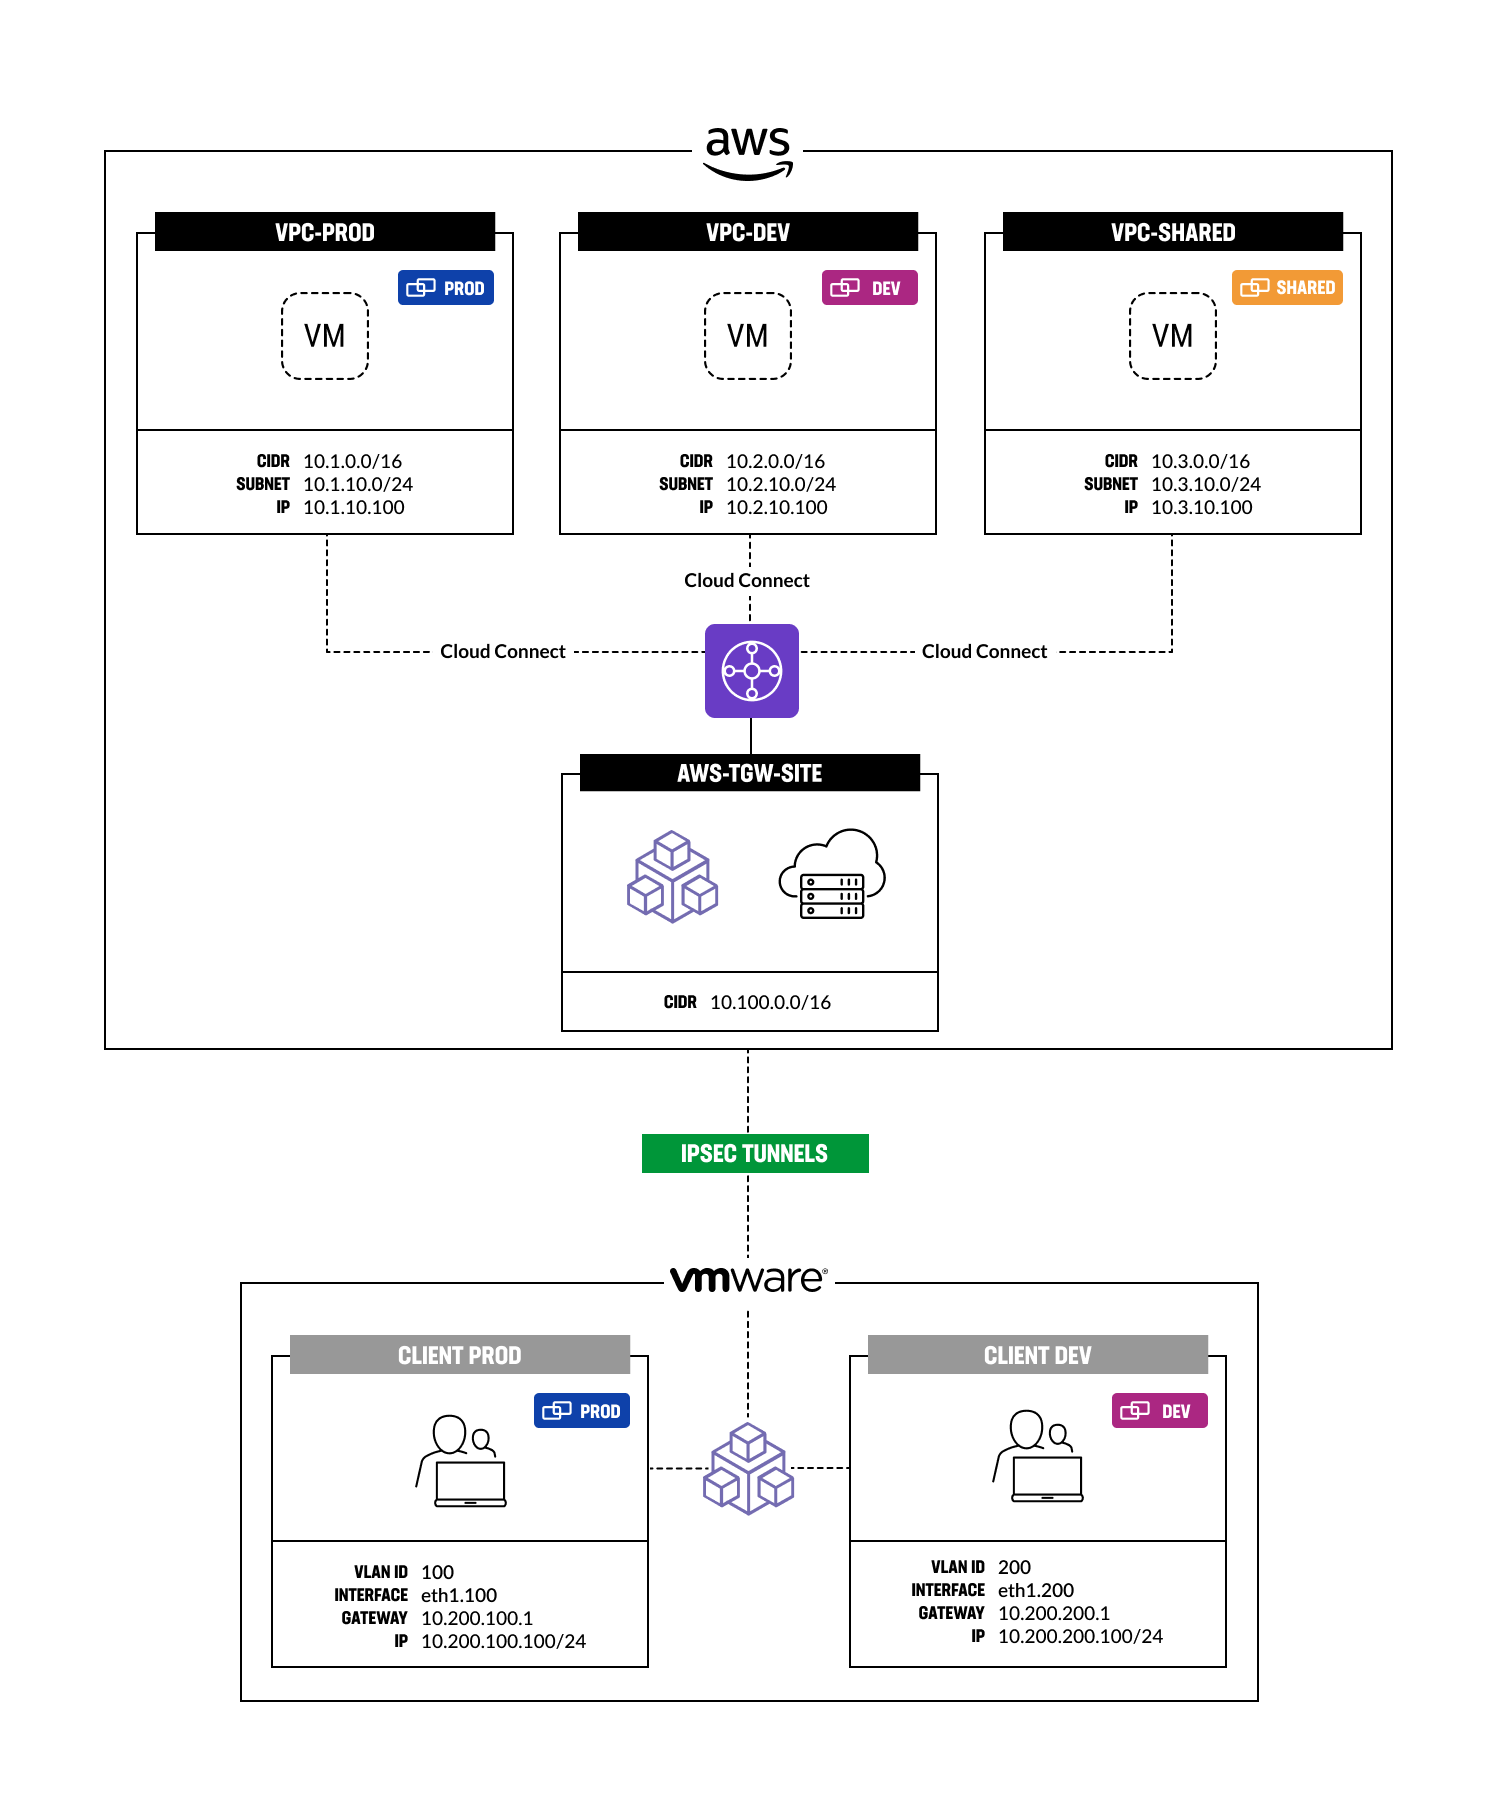 aws
VPC-PROD
PROD
VM
CIDR 10.1.0.0/16
SUBNET 10.1.10.0/24
IP 10.1.10.100
VPC-DEV
DEV
VM
CIDR 10.2.0.0/16
SUBNET 10.2.10.0/24
IP 10.2.10.100
VPC-SHARED
SHARED
VM
CIDR 10.3.0.0/16
SUBNET 10.3.10.0/24
IP 10.3.10.100
Cloud Connect
Cloud Connect
Cloud Connect
AWS-TGW-SITE
CIDR 10.100.0.0/16
IPSEC TUNNELS
vmware®
CLIENT PROD
PROD
VLAN ID 100
INTERFACE eth1.100
GATEWAY 10.200.100.1
IP 10.200.100.100/24
CLIENT DEV
DEV
VLAN ID 200
INTERFACE eth1.200
GATEWAY 10.200.200.1
IP 10.200.200.100/24